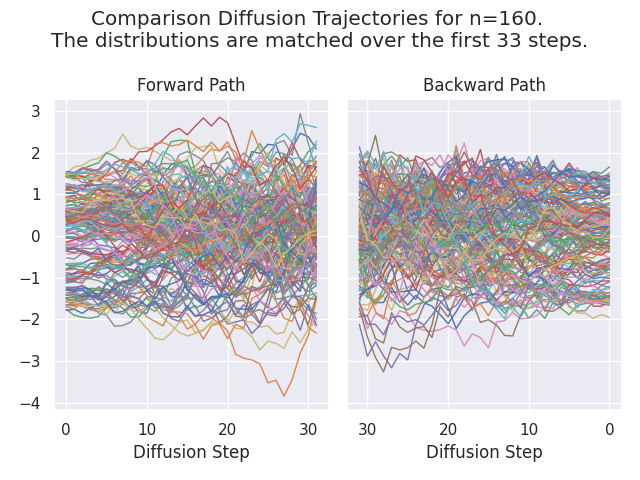 Comparison Diffusion Trajectories for n=160.
The distributions are matched over the first 33 steps.
Forward Path
Backward Path
3
2
1
0
−1
−2
−3
−4
0
10
20
30
30
20
10
0
Diffusion Step
Diffusion Step